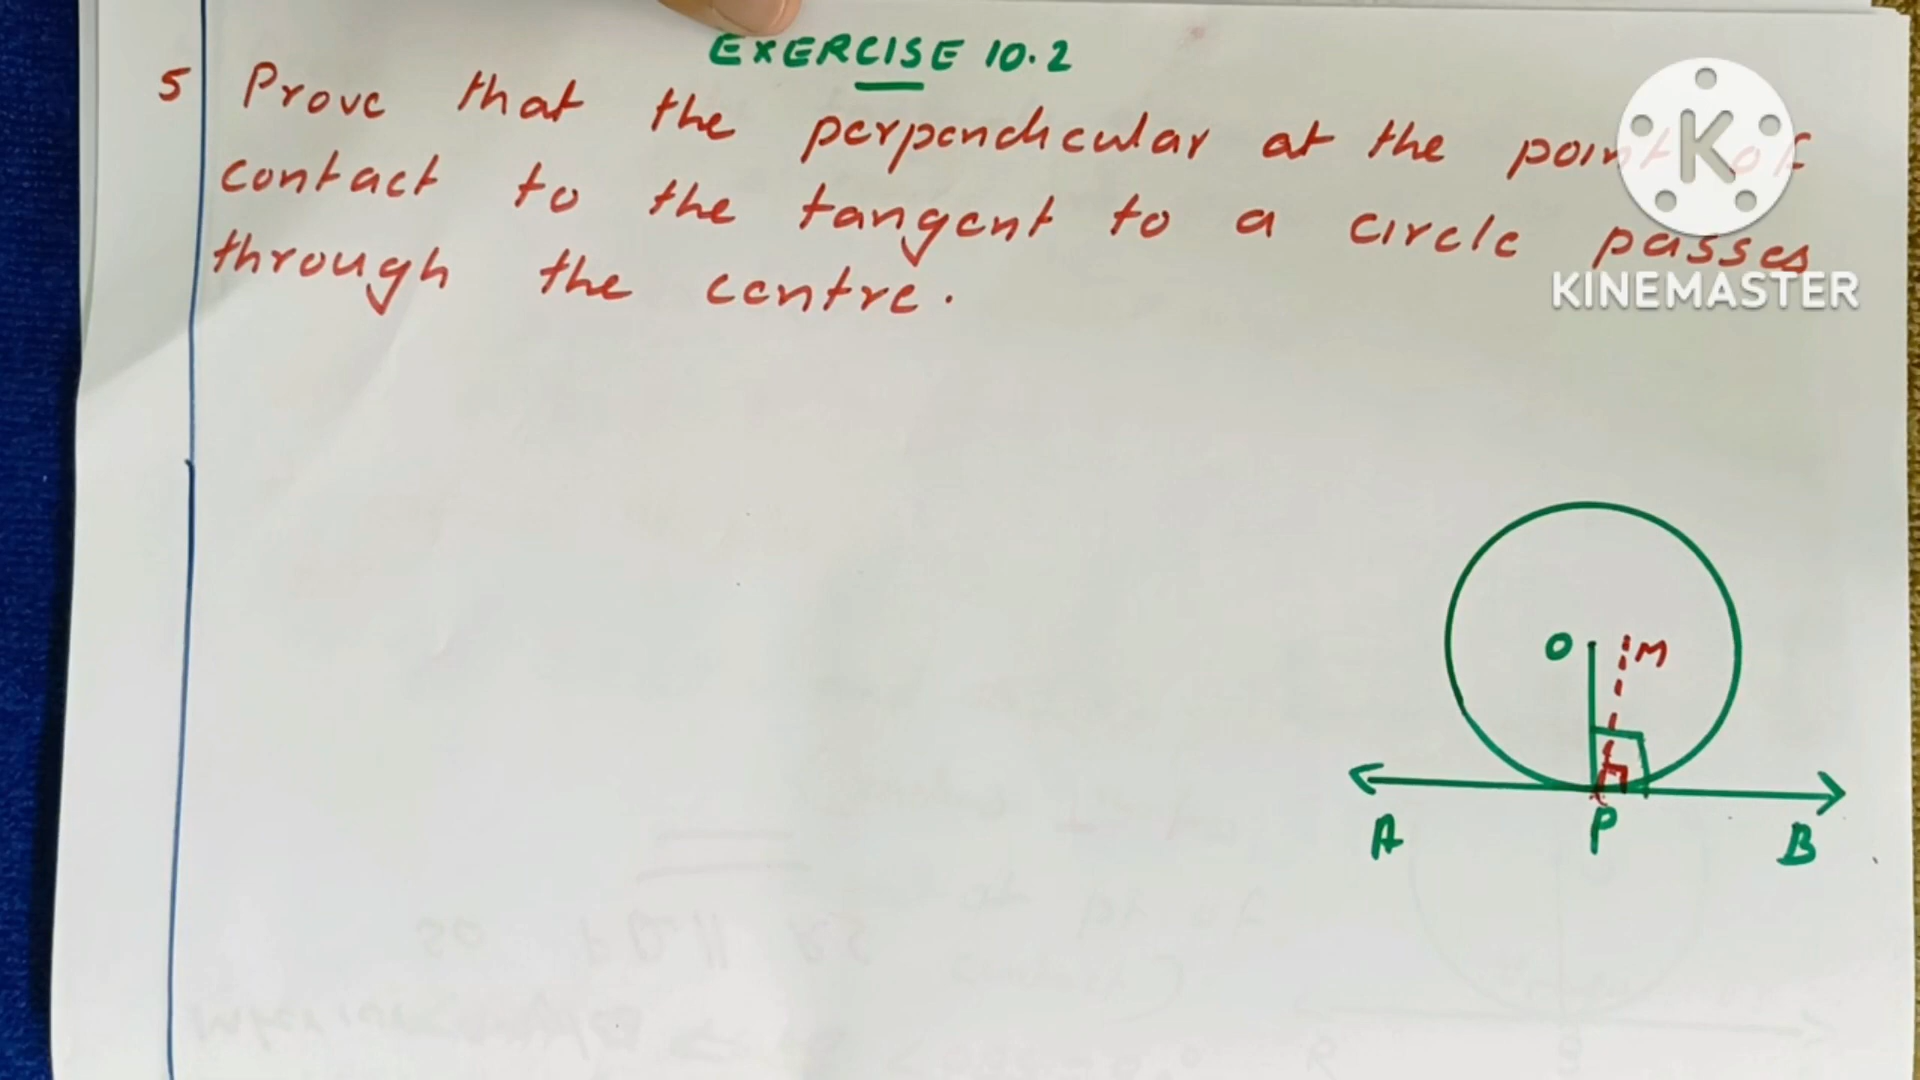 EXERCISE 10.2
5 Prove that the perpendicular at the point of
contact to the tangent to a circle passes
through the centre.
K
KINEMASTER
O M
A P B